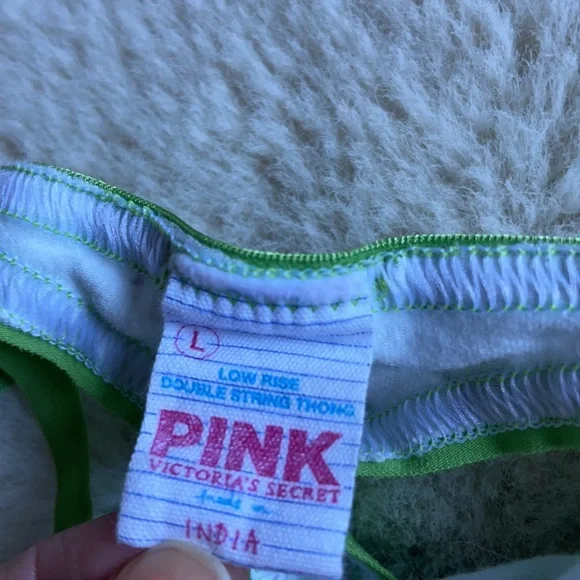 L
LOW RISE
DOUBLE STRING THONG
PINK
VICTORIA'S SECRET
made in
INDIA